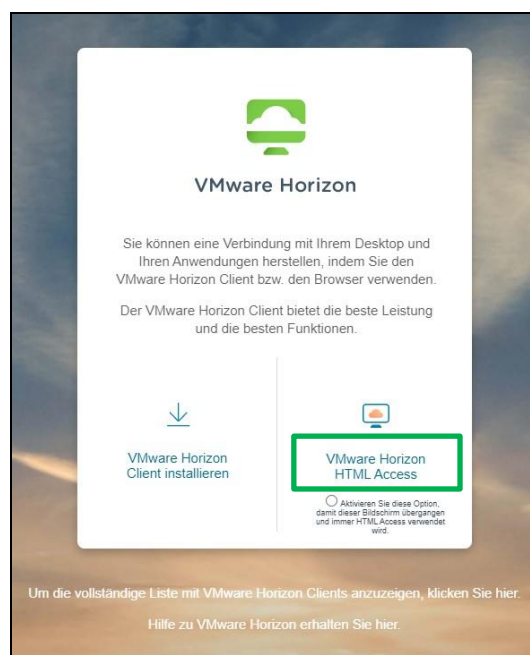 VMware Horizon
Sie können eine Verbindung mit Ihrem Desktop und
Ihren Anwendungen herstellen, indem Sie den
VMware Horizon Client bzw. den Browser verwenden.
Der VMware Horizon Client bietet die beste Leistung
und die besten Funktionen.
VMware Horizon
Client installieren
VMware Horizon
HTML Access
Aktivieren Sie diese Option,
damit dieser Bildschirm übergangen
und immer HTML Access verwendet
wird.
Um die vollständige Liste mit VMware Horizon Clients anzuzeigen, klicken Sie hier.
Hilfe zu VMware Horizon erhalten Sie hier.